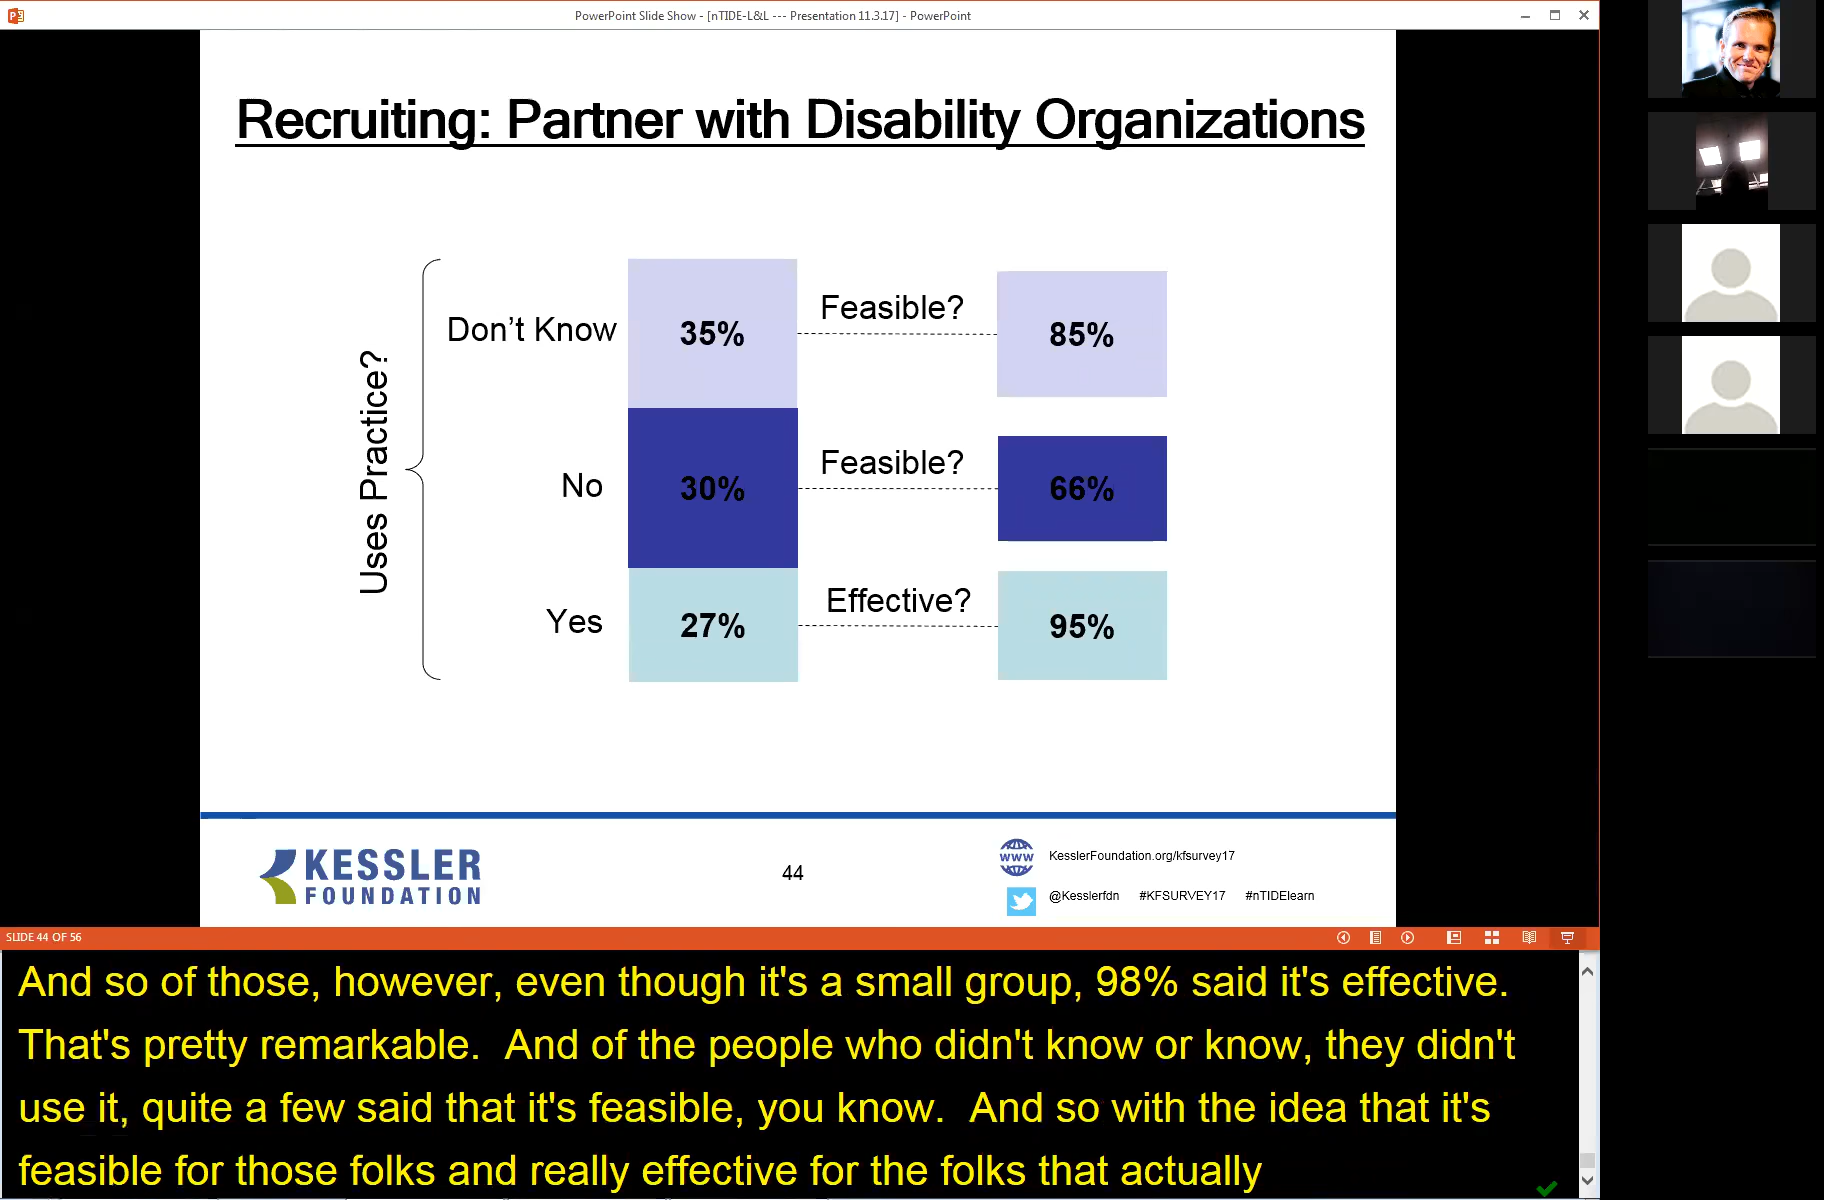 PowerPoint Slide Show - [nTIDE-L&L --- Presentation 11.3.17] - PowerPoint
Recruiting: Partner with Disability Organizations
Uses Practice?
Don’t Know
35%
Feasible?
85%
No
30%
Feasible?
66%
Yes
27%
Effective?
95%
KESSLER
FOUNDATION
44
www
KesslerFoundation.org/kfsurvey17
@Kesslerfdn #KFSURVEY17 #nTIDElearn
SLIDE 44 OF 56
And so of those, however, even though it's a small group, 98% said it's effective.
That's pretty remarkable. And of the people who didn't know or know, they didn't
use it, quite a few said that it's feasible, you know. And so with the idea that it's
feasible for those folks and really effective for the folks that actually